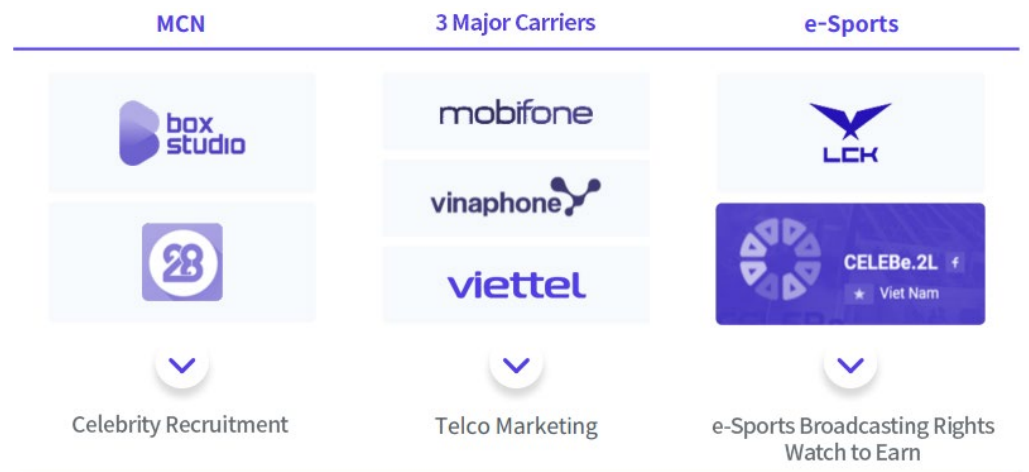 MCN
3 Major Carriers
e-Sports
box
studio
28
mobifone
vinaphone
viettel
LCK
CELEBe.2L f
Viet Nam
Celebrity Recruitment
Telco Marketing
e-Sports Broadcasting Rights
Watch to Earn